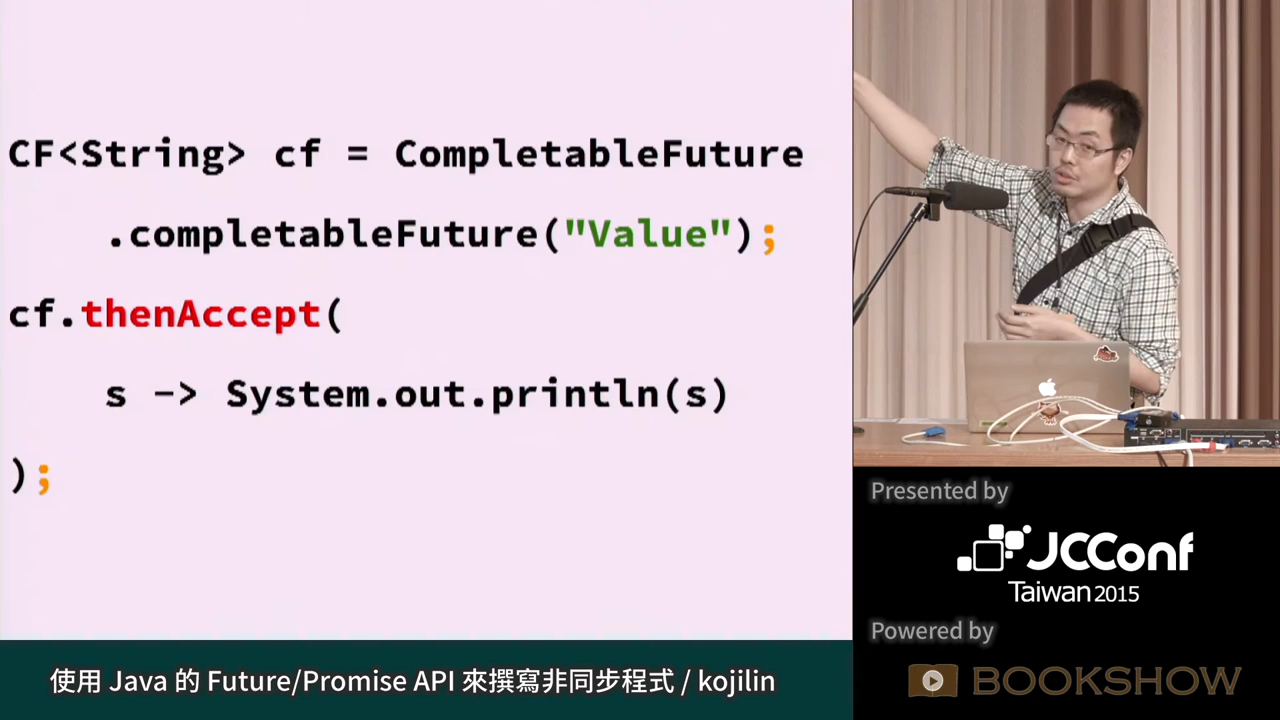 CF<String> cf = CompletableFuture
.completableFuture("Value");
cf.thenAccept(
s -> System.out.println(s)
);
Presented by
JCConf
Taiwan 2015
Powered by
BOOKSHOW
使用 Java 的 Future/Promise API 來撰寫非同步程式 / kojilin